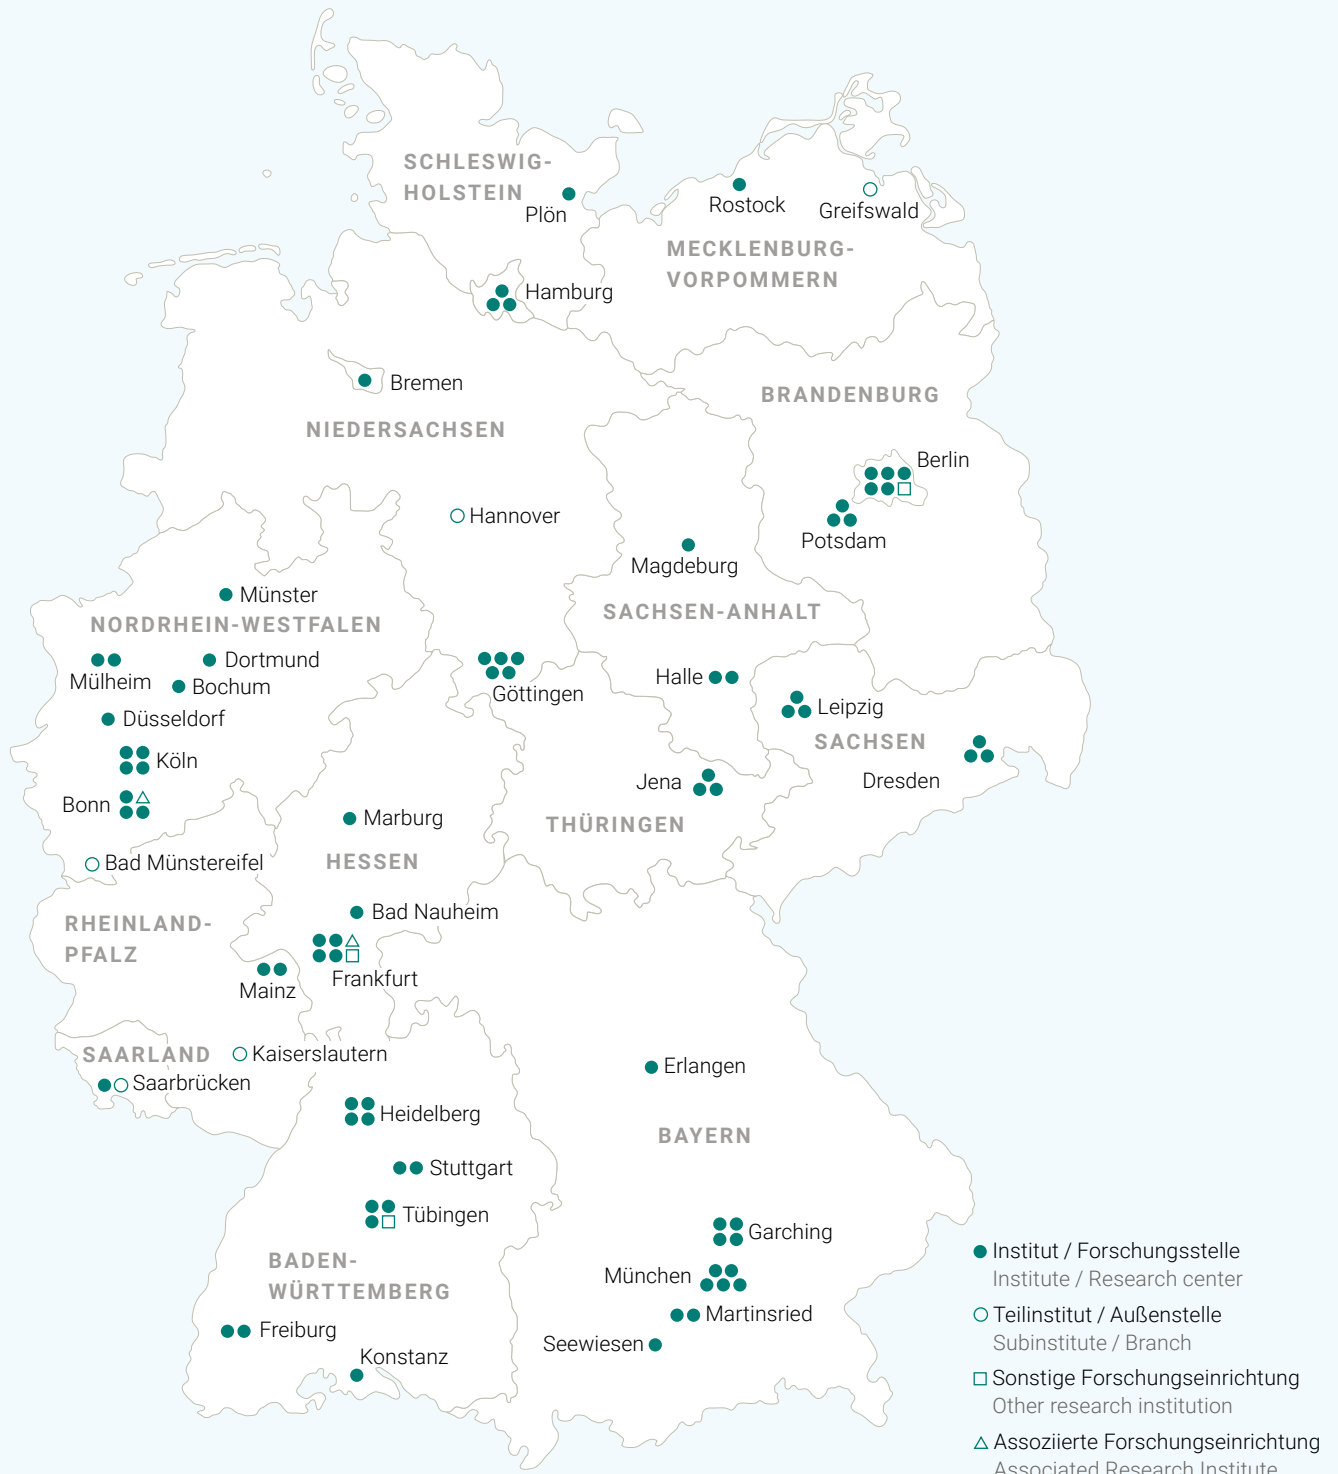 SCHLESWIG-
HOLSTEIN
Plön
Rostock
Greifswald
MECKLENBURG-
VORPOMMERN
Hamburg
Bremen
NIEDERSACHSEN
BRANDENBURG
Berlin
Hannover
Potsdam
Magdeburg
SACHSEN-ANHALT
Münster
NORDRHEIN-WESTFALEN
Dortmund
Mülheim
Bochum
Göttingen
Halle
Düsseldorf
Leipzig
SACHSEN
Dresden
Köln
Jena
Bonn
Marburg
THÜRINGEN
HESSEN
Bad Münstereifel
Bad Nauheim
RHEINLAND-
PFALZ
Frankfurt
Mainz
SAARLAND
Kaiserslautern
Saarbrücken
Erlangen
Heidelberg
BAYERN
Stuttgart
Tübingen
Garching
BADEN-
WÜRTTEMBERG
München
Martinsried
Freiburg
Seewiesen
Konstanz
Institut / Forschungsstelle
Institute / Research center
Teilinstitut / Außenstelle
Subinstitute / Branch
Sonstige Forschungseinrichtung
Other research institution
Assoziierte Forschungseinrichtung
Associated Research Institute